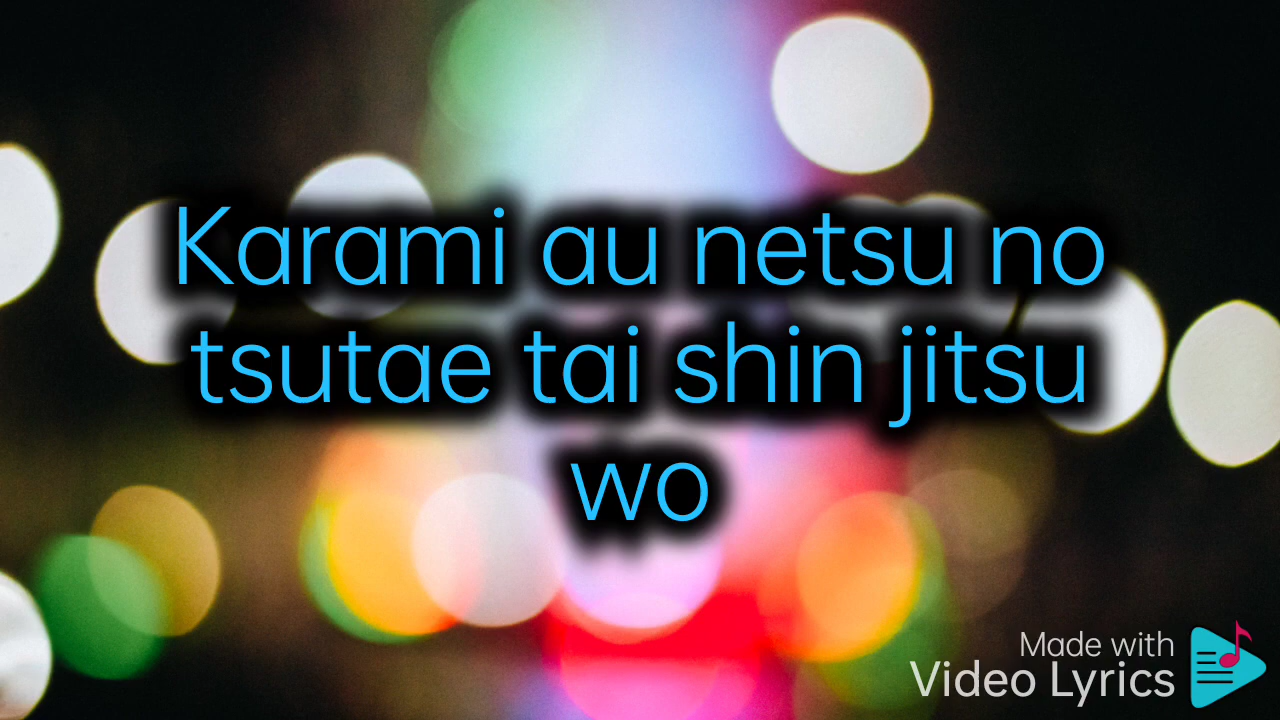 Karami au netsu no
tsutae tai shin jitsu
wo
Made with
Video Lyrics